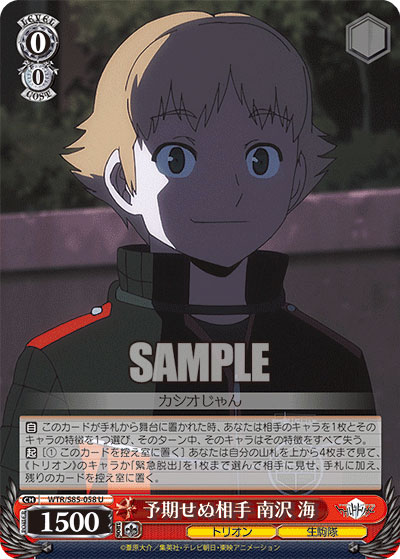 LEVEL
0
0
COST
SAMPLE
カシオじゃん
自 このカードが手札から舞台に置かれた時、あなたは相手のキャラを1枚とそのキャラの特徴を1つ選び、そのターン中、そのキャラはその特徴をすべて失う。
起 [① このカードを控え室に置く] あなたは自分の山札を上から4枚まで見て、《トリオン》のキャラか「緊急脱出」を1枚まで選んで相手に見せ、手札に加え、残りのカードを控え室に置く。
CH WTR/S85-058 U
1500
予期せぬ相手 南沢 海
トリオン
生駒隊
©葦原大介/集英社・テレビ朝日・東映アニメーション